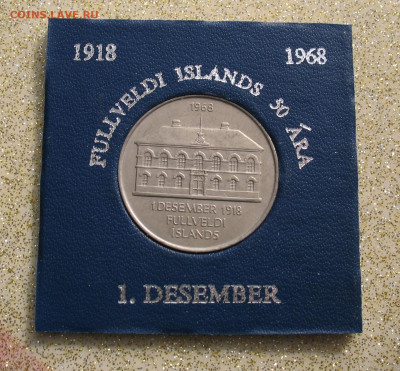 COINS.LAVE.RU
1918 1968
FULLVELDI ISLANDS 50 ÁRA
1968
1 DESEMBER 1918
FULLVELDI
ISLANDS
1. DESEMBER